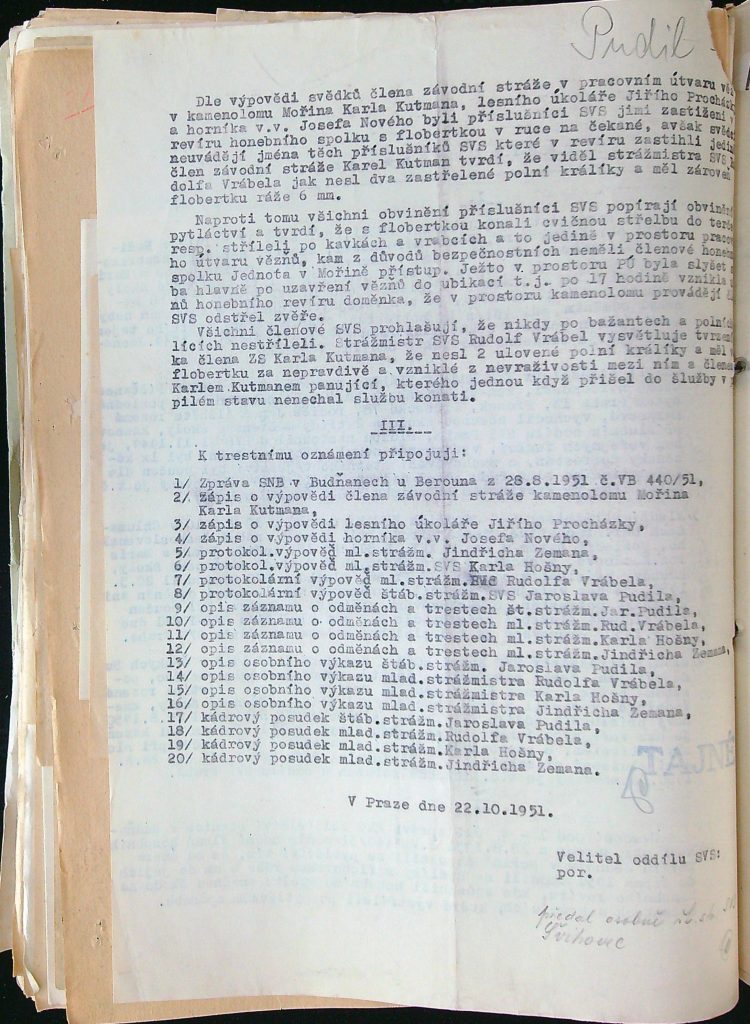 Pudil -
Dle výpovědi svědků člena závodní stráže v pracovním útvaru vě
v kamenolomu Mořina Karla Kutmana, lesního úkoláře Jiřího Procház
a horníka v.v. Josefa Nového byli příslušníci SVS jimi zastiženi v
revíru honebního spolku s flobertkou v ruce na čekané, avšak svěd
neuvádějí jména těch příslušníků SVS které v revíru zastihli jedin
člen závodní stráže Karel Kutman tvrdí, že viděl strážmistra SVS
dolfa Vrábela jak nesl dva zastřelené polní králíky a měl zároveň
flobertku ráže 6 mm.
Naproti tomu všichni obvinění příslušníci SVS popírají obvinění
pytláctví a tvrdí, že s flobertkou konali cvičnou střelbu do terče
resp. stříleli po kavkách a vrabcích a to jedině v prostoru pracov
ho útvaru vězňů, kam z důvodů bezpečnostních neměli členové honeb
spolku Jednota v Mořině přístup. Ježto v prostoru PÚ byla slyšet s
ba hlavně po uzavření vězňů do ubikací t.j. po 17 hodině vznikla u
nů honebního revíru doměnka, že v prostoru kamenolomu provádějí čl
SVS odstřel zvěře.
Všichni členové SVS prohlašují, že nikdy po bažantech a polních
lících nestříleli. Strážmistr SVS Rudolf Vrábel vysvětluje tvrzen
ka člena ZS Karla Kutmana, že nesl 2 ulovené polní králíky a měl
flobertku za nepravdivé a vzniklé z nevraživosti mezi ním a členem
Karlem Kutmanem panující, kterého jednou když přišel do služby v
pilém stavu nenechal službu konati.
III.
K trestnímu oznámení připojuji:
1/ Zpráva SNB v Budňanech u Berouna z 28.8.1951 č.VB 440/51,
2/ zápis o výpovědi člena závodní stráže kamenolomu Mořina
Karla Kutmana,
3/ zápis o výpovědi lesního úkoláře Jiřího Procházky,
4/ zápis o výpovědi horníka v.v. Josefa Nového,
5/ protokol.výpověď ml.strážm. Jindřicha Zemana,
6/ protokol.výpověď ml.strážm.SVS Karla Hošny,
7/ protokolární výpověď ml.strážm.SVS Rudolfa Vrábela,
8/ protokolární výpověď štáb.strážm.SVS Jaroslava Pudila,
9/ opis záznamu o odměnách a trestech št.strážm.Jar.Pudila,
10/ opis záznamu o odměnách a trestech ml.strážm.Rud.Vrábela,
11/ opis záznamu o odměnách a trestech ml.strážm.Karla Hošny,
12/ opis záznamu o odměnách a trestech ml.strážm.Jindřicha Zemana,
13/ opis osobního výkazu štáb.strážm. Jaroslava Pudila,
14/ opis osobního výkazu mlad.strážmistra Rudolfa Vrábela,
15/ opis osobního výkazu mlad.strážmistra Karla Hošny,
16/ opis osobního výkazu mlad.strážmistra Jindřicha Zemana,
17/ kádrový posudek štáb.strážm.Jaroslava Pudila,
18/ kádrový posudek mlad.strážm.Rudolfa Vrábela,
19/ kádrový posudek mlad.strážm.Karla Hošny,
20/ kádrový posudek mlad.strážm.Jindřicha Zemana.
TAJNÉ
V Praze dne 22.10.1951.
Velitel oddílu SVS:
por.
předal osobně